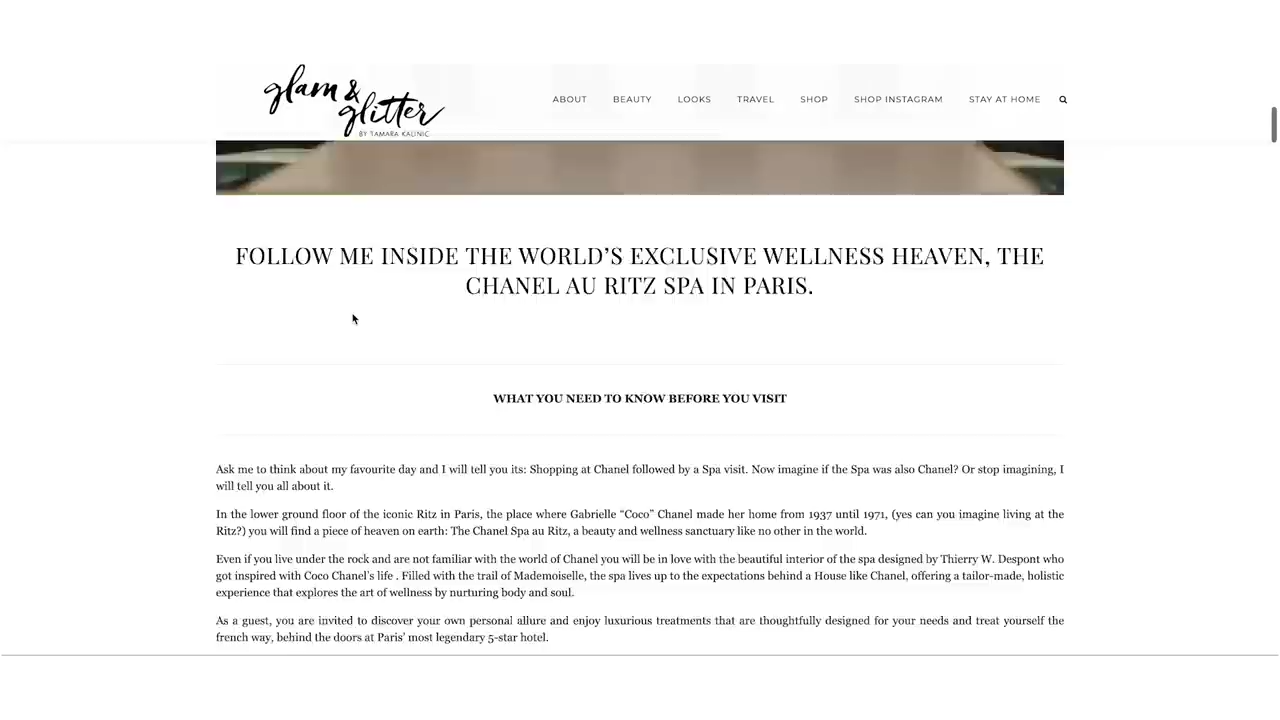 glam &
glitter
BY TAMARA KALINIC
ABOUT BEAUTY LOOKS TRAVEL SHOP SHOP INSTAGRAM STAY AT HOME
FOLLOW ME INSIDE THE WORLD’S EXCLUSIVE WELLNESS HEAVEN, THE
CHANEL AU RITZ SPA IN PARIS.
WHAT YOU NEED TO KNOW BEFORE YOU VISIT
Ask me to think about my favourite day and I will tell you its: Shopping at Chanel followed by a Spa visit. Now imagine if the Spa was also Chanel? Or stop imagining, I
will tell you all about it.
In the lower ground floor of the iconic Ritz in Paris, the place where Gabrielle “Coco” Chanel made her home from 1937 until 1971, (yes can you imagine living at the
Ritz?) you will find a piece of heaven on earth: The Chanel Spa au Ritz, a beauty and wellness sanctuary like no other in the world.
Even if you live under the rock and are not familiar with the world of Chanel you will be in love with the beautiful interior of the spa designed by Thierry W. Despont who
got inspired with Coco Chanel’s life . Filled with the trail of Mademoiselle, the spa lives up to the expectations behind a House like Chanel, offering a tailor-made, holistic
experience that explores the art of wellness by nurturing body and soul.
As a guest, you are invited to discover your own personal allure and enjoy luxurious treatments that are thoughtfully designed for your needs and treat yourself the
french way, behind the doors at Paris’ most legendary 5-star hotel.